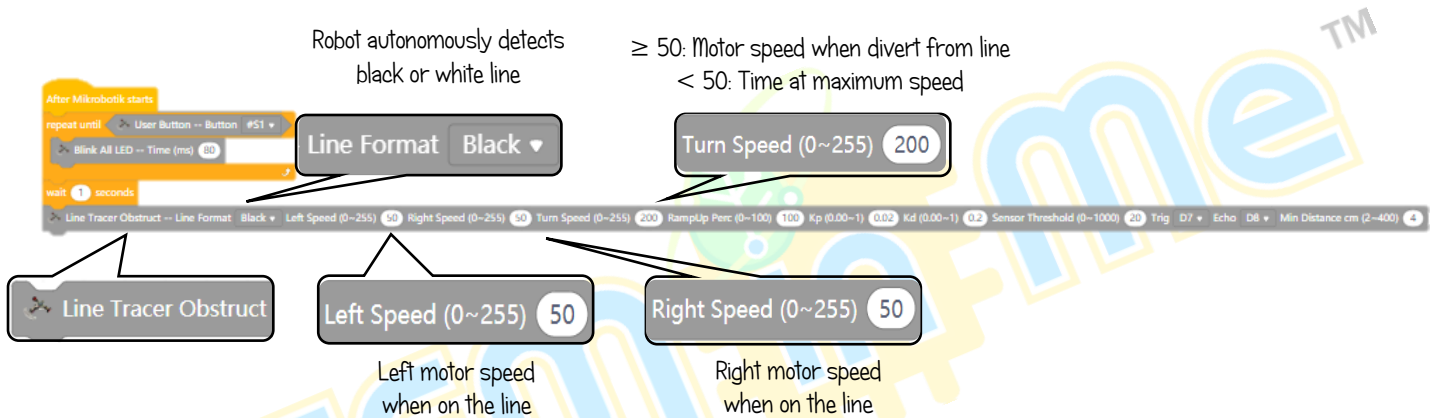 Robot autonomously detects
black or white line
≥ 50: Motor speed when divert from line
< 50: Time at maximum speed
TM
After Mikrobotik starts
repeat until User Button -- Button #S1
Blink All LED -- Time (ms) 80
wait 1 seconds
Line Format Black
Turn Speed (0~255) 200
Line Tracer Obstruct -- Line Format Black Left Speed (0~255) 50 Right Speed (0~255) 50 Turn Speed (0~255) 200 RampUp Perc (0~100) 100 Kp (0.00~1) 0.02 Kd (0.00~1) 0.2 Sensor Threshold (0~1000) 20 Trig D7 Echo D8 Min Distance cm (2~400) 4
Line Tracer Obstruct
Left Speed (0~255) 50
Right Speed (0~255) 50
Left motor speed
when on the line
Right motor speed
when on the line